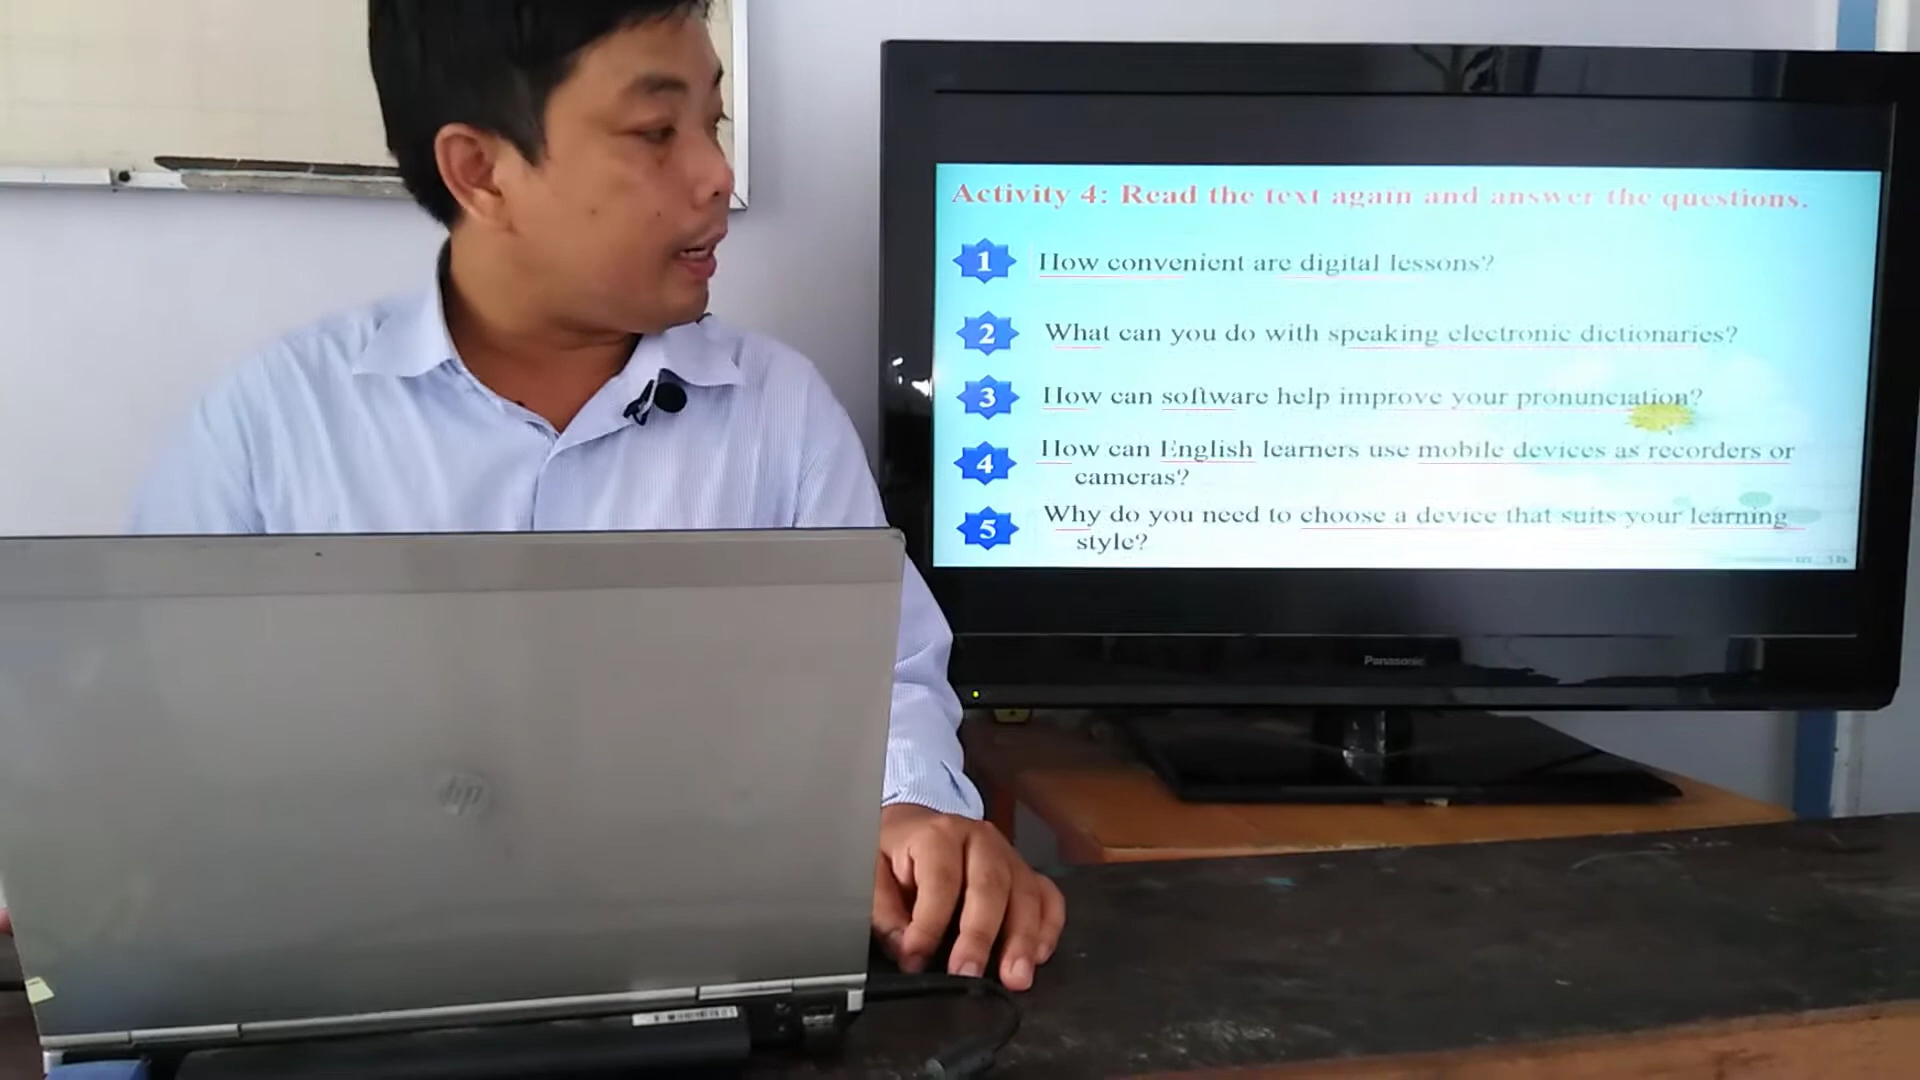 Activity 4: Read the text again and answer the questions.
1 How convenient are digital lessons?
2 What can you do with speaking electronic dictionaries?
3 How can software help improve your pronunciation?
4 How can English learners use mobile devices as recorders or
cameras?
5 Why do you need to choose a device that suits your learning
style?
Panasonic
hp